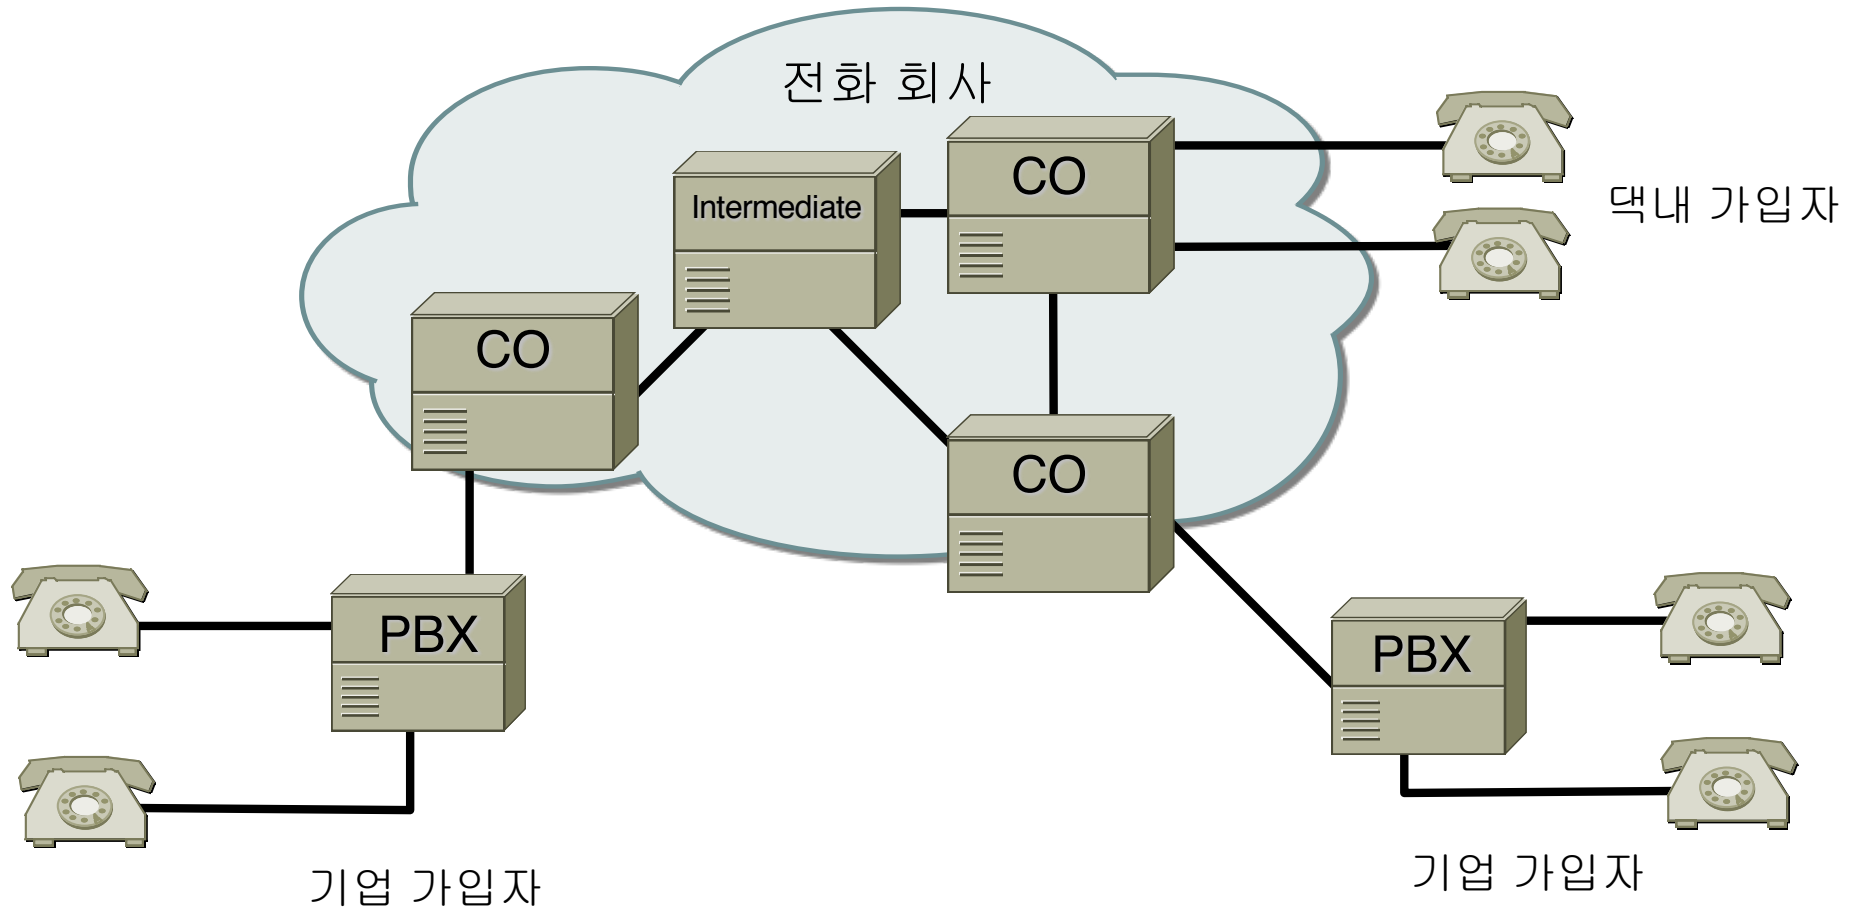 전화 회사
CO
Intermediate
댁내 가입자
CO
CO
PBX
PBX
기업 가입자
기업 가입자